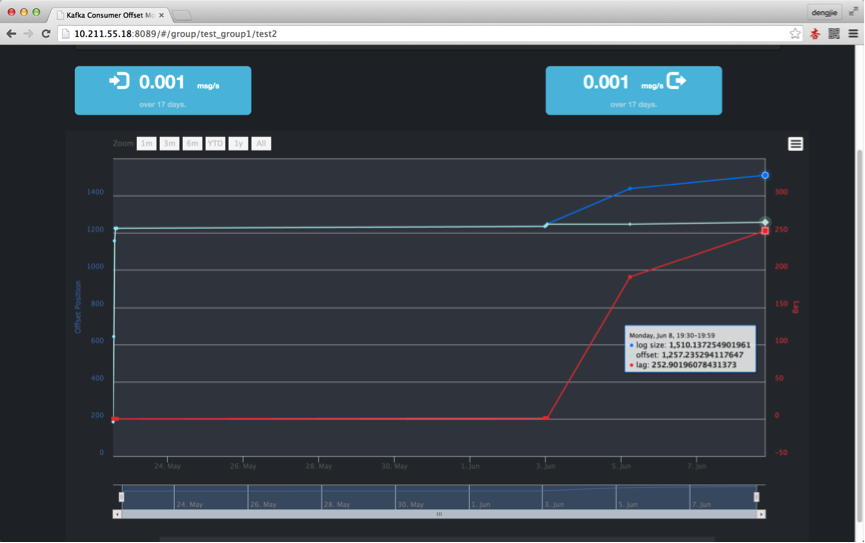 Kafka Consumer Offset Mo
dengjie
10.211.55.18:8089/#/group/test_group1/test2
0.001 msg/s
over 17 days.
0.001 msg/s
over 17 days.
Zoom 1m 3m 6m YTD 1y All
1400
1200
1000
800
600
400
200
0
Offset Position
300
250
200
150
100
50
0
-50
Lag
Monday, Jun 8, 19:30-19:59
log size: 1,510.137254901961
offset: 1,257.235294117647
lag: 252.90196078431373
24. May 26. May 28. May 30. May 1. Jun 3. Jun 5. Jun 7. Jun
24. May 26. May 28. May 30. May 1. Jun 3. Jun 5. Jun 7. Jun